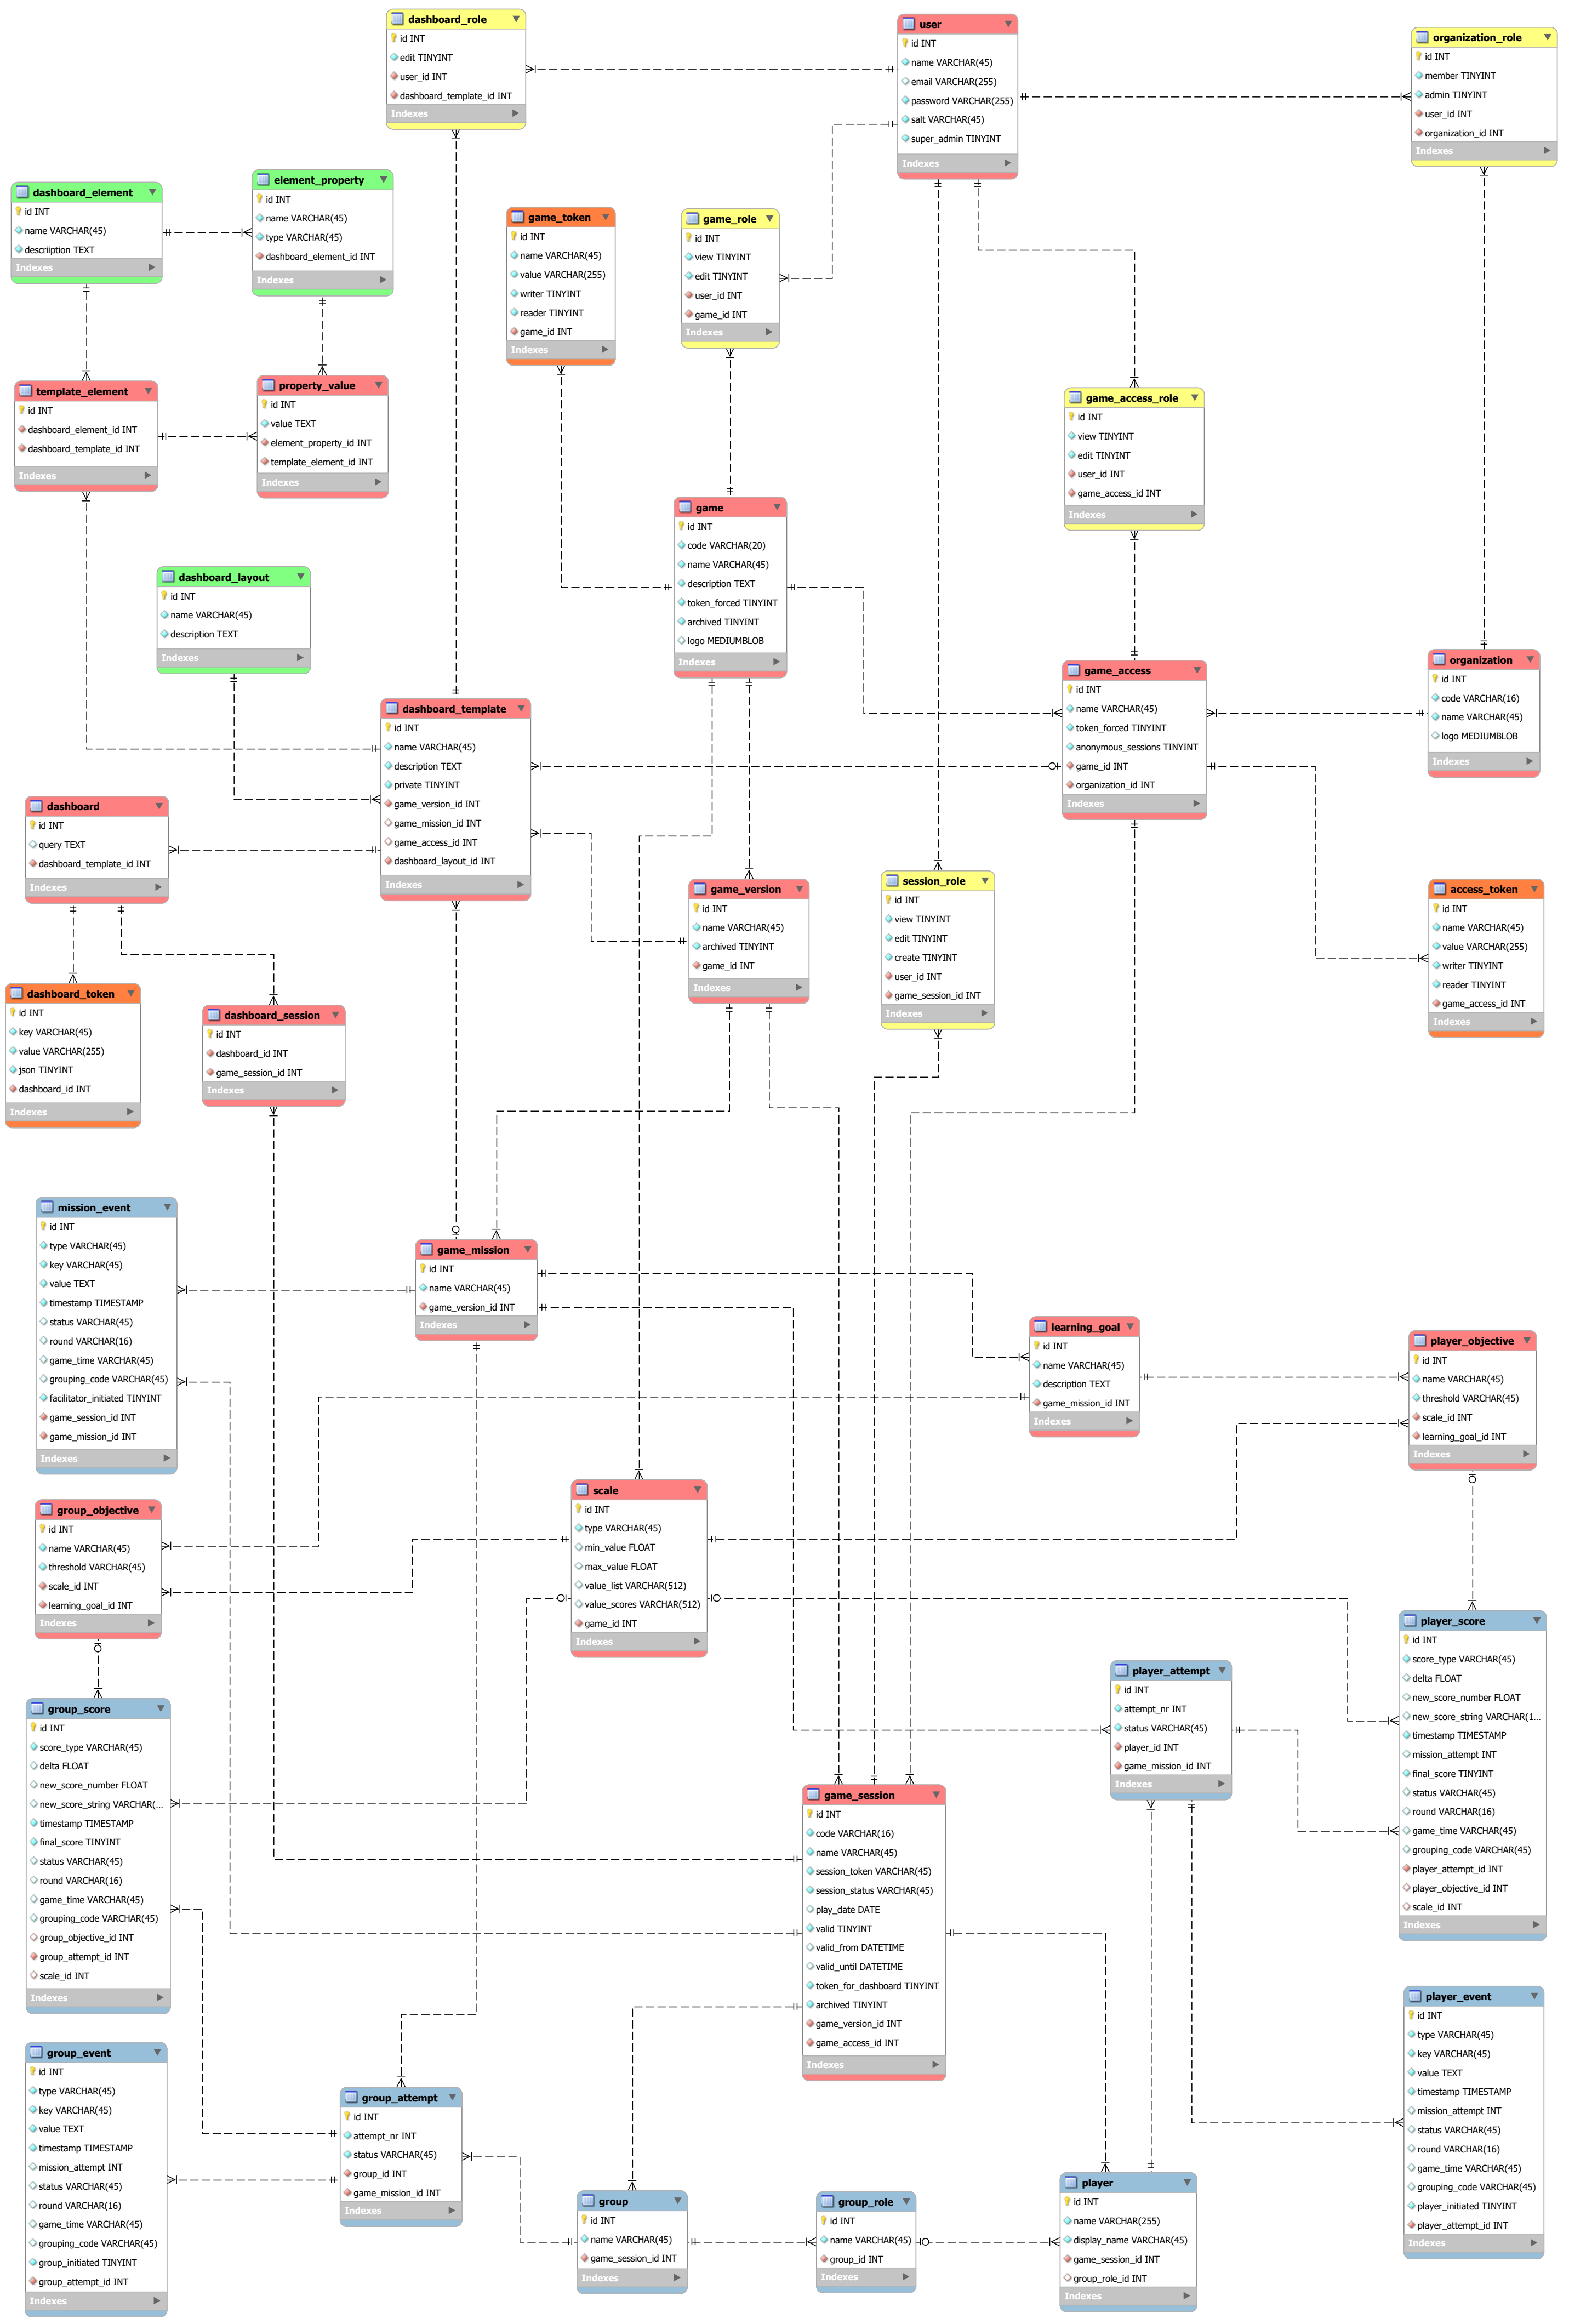 dashboard_role
id INT
edit TINYINT
user_id INT
dashboard_template_id INT
Indexes
user
id INT
name VARCHAR(45)
email VARCHAR(255)
password VARCHAR(255)
salt VARCHAR(45)
super_admin TINYINT
Indexes
organization_role
id INT
member TINYINT
admin TINYINT
user_id INT
organization_id INT
Indexes
dashboard_element
id INT
name VARCHAR(45)
descriiption TEXT
Indexes
element_property
id INT
name VARCHAR(45)
type VARCHAR(45)
dashboard_element_id INT
Indexes
game_token
id INT
name VARCHAR(45)
value VARCHAR(255)
writer TINYINT
reader TINYINT
game_id INT
Indexes
game_role
id INT
view TINYINT
edit TINYINT
user_id INT
game_id INT
Indexes
template_element
id INT
dashboard_element_id INT
dashboard_template_id INT
Indexes
property_value
id INT
value TEXT
element_property_id INT
template_element_id INT
Indexes
game_access_role
id INT
view TINYINT
edit TINYINT
user_id INT
game_access_id INT
Indexes
game
id INT
code VARCHAR(20)
name VARCHAR(45)
description TEXT
token_forced TINYINT
archived TINYINT
logo MEDIUMBLOB
Indexes
dashboard_layout
id INT
name VARCHAR(45)
description TEXT
Indexes
dashboard_template
id INT
name VARCHAR(45)
description TEXT
private TINYINT
game_version_id INT
game_mission_id INT
game_access_id INT
dashboard_layout_id INT
Indexes
game_access
id INT
name VARCHAR(45)
token_forced TINYINT
anonymous_sessions TINYINT
game_id INT
organization_id INT
Indexes
organization
id INT
code VARCHAR(16)
name VARCHAR(45)
logo MEDIUMBLOB
Indexes
dashboard
id INT
query TEXT
dashboard_template_id INT
Indexes
game_version
id INT
name VARCHAR(45)
archived TINYINT
game_id INT
Indexes
session_role
id INT
view TINYINT
edit TINYINT
create TINYINT
user_id INT
game_session_id INT
Indexes
access_token
id INT
name VARCHAR(45)
value VARCHAR(255)
writer TINYINT
reader TINYINT
game_access_id INT
Indexes
dashboard_token
id INT
key VARCHAR(45)
value VARCHAR(255)
json TINYINT
dashboard_id INT
Indexes
dashboard_session
id INT
dashboard_id INT
game_session_id INT
Indexes
mission_event
id INT
type VARCHAR(45)
key VARCHAR(45)
value TEXT
timestamp TIMESTAMP
status VARCHAR(45)
round VARCHAR(16)
game_time VARCHAR(45)
grouping_code VARCHAR(45)
facilitator_initiated TINYINT
game_session_id INT
game_mission_id INT
Indexes
game_mission
id INT
name VARCHAR(45)
game_version_id INT
Indexes
learning_goal
id INT
name VARCHAR(45)
description TEXT
game_mission_id INT
Indexes
player_objective
id INT
name VARCHAR(45)
threshold VARCHAR(45)
scale_id INT
learning_goal_id INT
Indexes
group_objective
id INT
name VARCHAR(45)
threshold VARCHAR(45)
scale_id INT
learning_goal_id INT
Indexes
scale
id INT
type VARCHAR(45)
min_value FLOAT
max_value FLOAT
value_list VARCHAR(512)
value_scores VARCHAR(512)
game_id INT
Indexes
player_score
id INT
score_type VARCHAR(45)
delta FLOAT
new_score_number FLOAT
new_score_string VARCHAR(1...
timestamp TIMESTAMP
mission_attempt INT
final_score TINYINT
status VARCHAR(45)
round VARCHAR(16)
game_time VARCHAR(45)
grouping_code VARCHAR(45)
player_attempt_id INT
player_objective_id INT
scale_id INT
Indexes
group_score
id INT
score_type VARCHAR(45)
delta FLOAT
new_score_number FLOAT
new_score_string VARCHAR(...
timestamp TIMESTAMP
final_score TINYINT
status VARCHAR(45)
round VARCHAR(16)
game_time VARCHAR(45)
grouping_code VARCHAR(45)
group_objective_id INT
group_attempt_id INT
scale_id INT
Indexes
player_attempt
id INT
attempt_nr INT
status VARCHAR(45)
player_id INT
game_mission_id INT
Indexes
game_session
id INT
code VARCHAR(16)
name VARCHAR(45)
session_token VARCHAR(45)
session_status VARCHAR(45)
play_date DATE
valid TINYINT
valid_from DATETIME
valid_until DATETIME
token_for_dashboard TINYINT
archived TINYINT
game_version_id INT
game_access_id INT
Indexes
player_event
id INT
type VARCHAR(45)
key VARCHAR(45)
value TEXT
timestamp TIMESTAMP
mission_attempt INT
status VARCHAR(45)
round VARCHAR(16)
game_time VARCHAR(45)
grouping_code VARCHAR(45)
player_initiated TINYINT
player_attempt_id INT
Indexes
group_event
id INT
type VARCHAR(45)
key VARCHAR(45)
value TEXT
timestamp TIMESTAMP
mission_attempt INT
status VARCHAR(45)
round VARCHAR(16)
game_time VARCHAR(45)
grouping_code VARCHAR(45)
group_initiated TINYINT
group_attempt_id INT
Indexes
group_attempt
id INT
attempt_nr INT
status VARCHAR(45)
group_id INT
game_mission_id INT
Indexes
group
id INT
name VARCHAR(45)
game_session_id INT
Indexes
group_role
id INT
name VARCHAR(45)
group_id INT
Indexes
player
id INT
name VARCHAR(255)
display_name VARCHAR(45)
game_session_id INT
group_role_id INT
Indexes